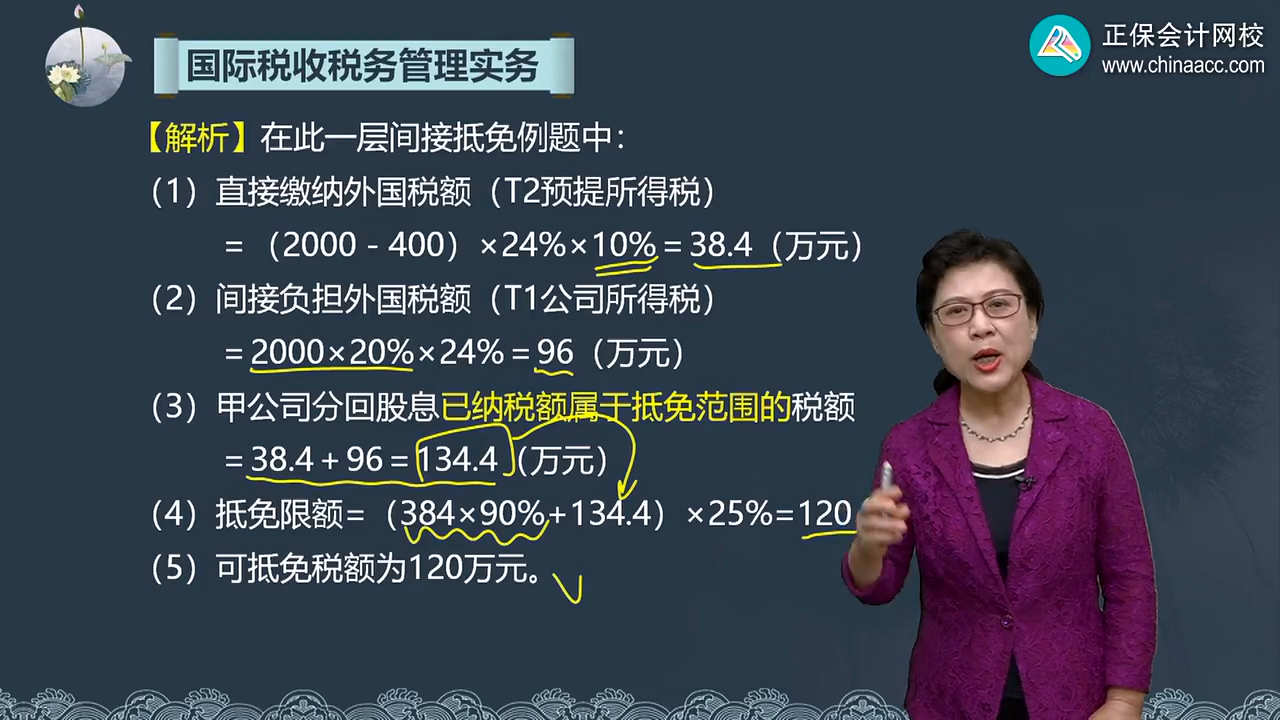 国际税收税务管理实务
正保会计网校
www.chinaacc.com
【解析】在此一层间接抵免例题中：
（1）直接缴纳外国税额（T2预提所得税）
=（2000－400）×24%×10%＝38.4（万元）
（2）间接负担外国税额（T1公司所得税）
＝2000×20%×24%＝96（万元）
（3）甲公司分回股息已纳税额属于抵免范围的税额
＝38.4＋96＝134.4（万元）
（4）抵免限额=（384×90%+134.4）×25%=120
（5）可抵免税额为120万元。